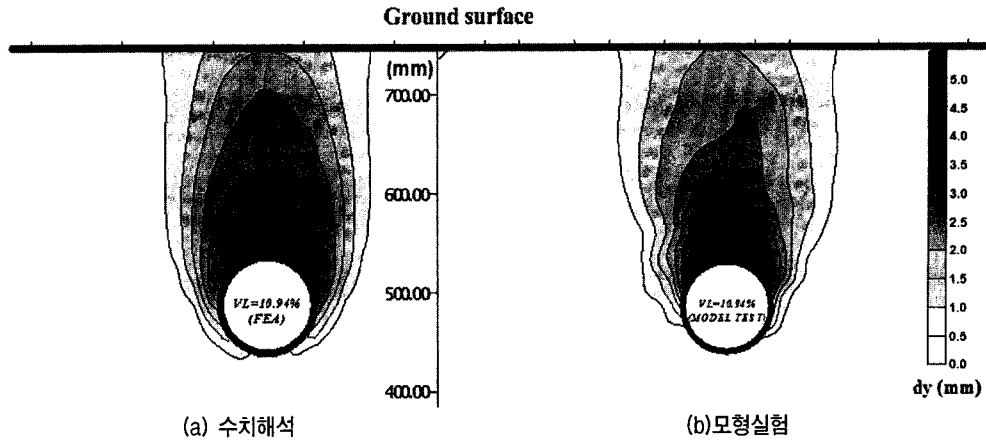 Ground surface
(mm)
700.00
600.00
500.00
400.00
VL=10.94%
(FEA)
VL=10.94%
(MODEL TEST)
5.0
4.5
4.0
3.5
3.0
2.5
2.0
1.5
1.0
0.5
0.0
dy (mm)
(a) 수치해석
(b)모형실험